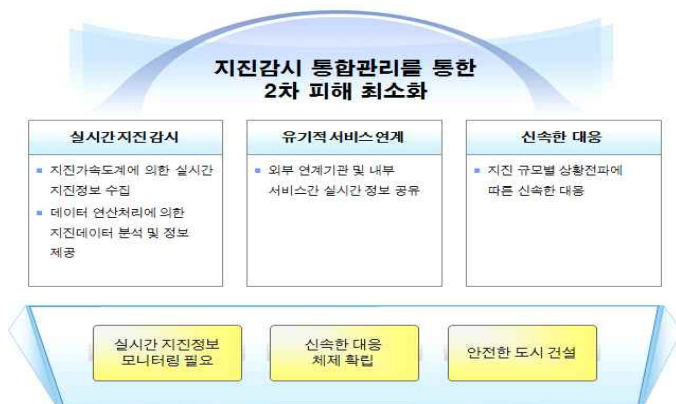 지진감시 통합관리를 통한
2차 피해 최소화
실시간지진감시
지진가속도계에 의한 실시간
지진정보 수집
데이터 연산처리에 의한
지진데이터 분석 및 정보
제공
유기적서비스연계
외부 연계기관 및 내부
서비스간 실시간 정보 공유
신속한 대응
지진 규모별 상황전파에
따른 신속한 대응
실시간 지진정보
모니터링 필요
신속한 대응
체제 확립
안전한 도시 건설